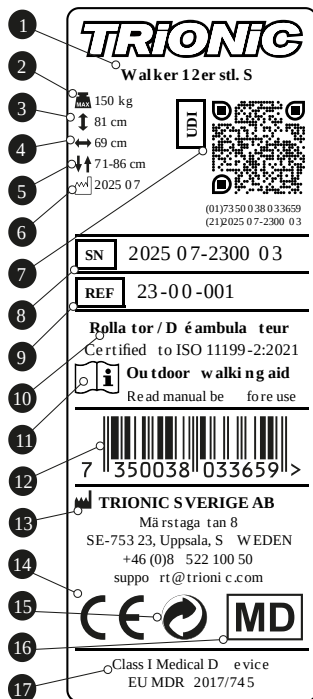 1
TRIONIC
Walker 12er stl. S
2
MAX 150 kg
3
81 cm
4
69 cm
5
71-86 cm
6
2025 07
UDI
7
(01)7350038033659
(21)202507-2300 03
8
SN 202507-2300 03
9
REF 23-00-001
10
Rollator/Déambulateur
Certified to ISO 11199-2:2021
11
i Outdoor walking aid
Read manual before use
12
7 350038 033659 >
13
TRIONIC SVERIGE AB
Märstagatan 8
SE-753 23, Uppsala, SWEDEN
+46 (0)8 522 100 50
support@trionic.com
14
15
16
CE MD
17
Class I Medical Device
EU MDR 2017/745